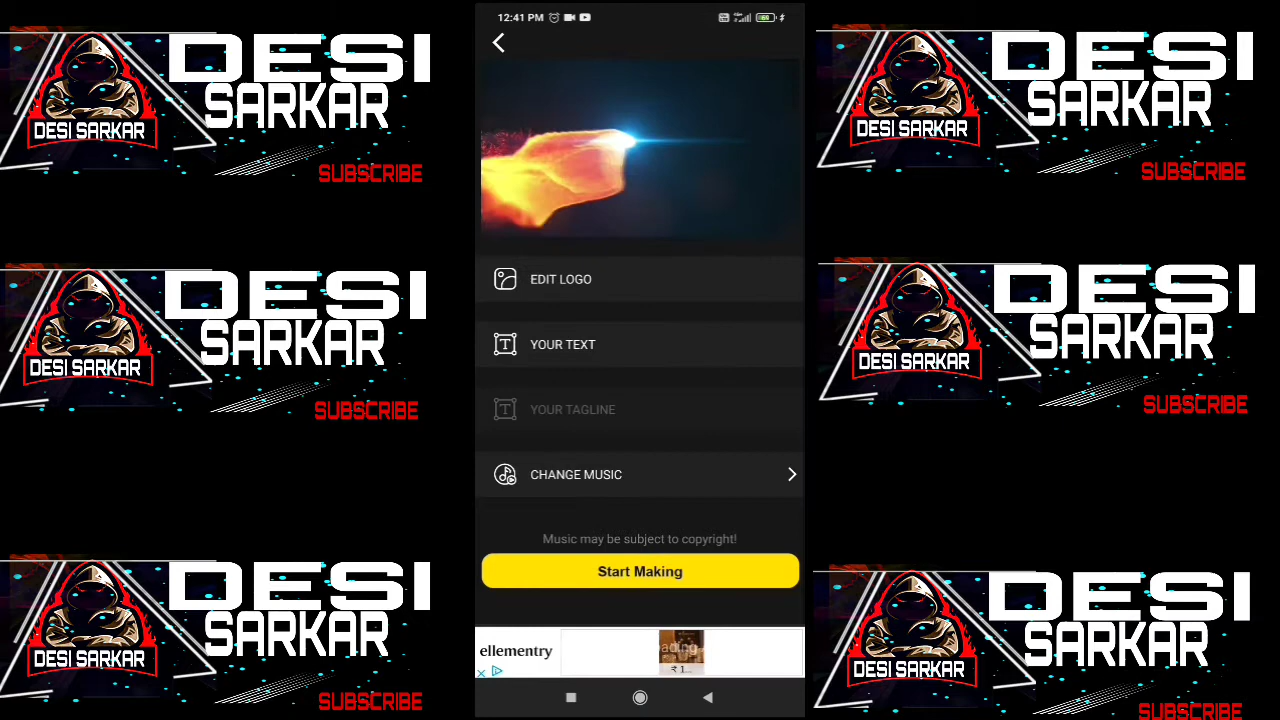 DESI
SARKAR
DESI SARKAR
SUBSCRIBE
DESI
SARKAR
DESI SARKAR
SUBSCRIBE
DESI
SARKAR
DESI SARKAR
SUBSCRIBE
12:41 PM
69
EDIT LOGO
YOUR TEXT
YOUR TAGLINE
CHANGE MUSIC
Music may be subject to copyright!
Start Making
ellementry
₹ 1...
DESI
SARKAR
DESI SARKAR
SUBSCRIBE
DESI
SARKAR
DESI SARKAR
SUBSCRIBE
DESI
SARKAR
DESI SARKAR
SUBSCRIBE